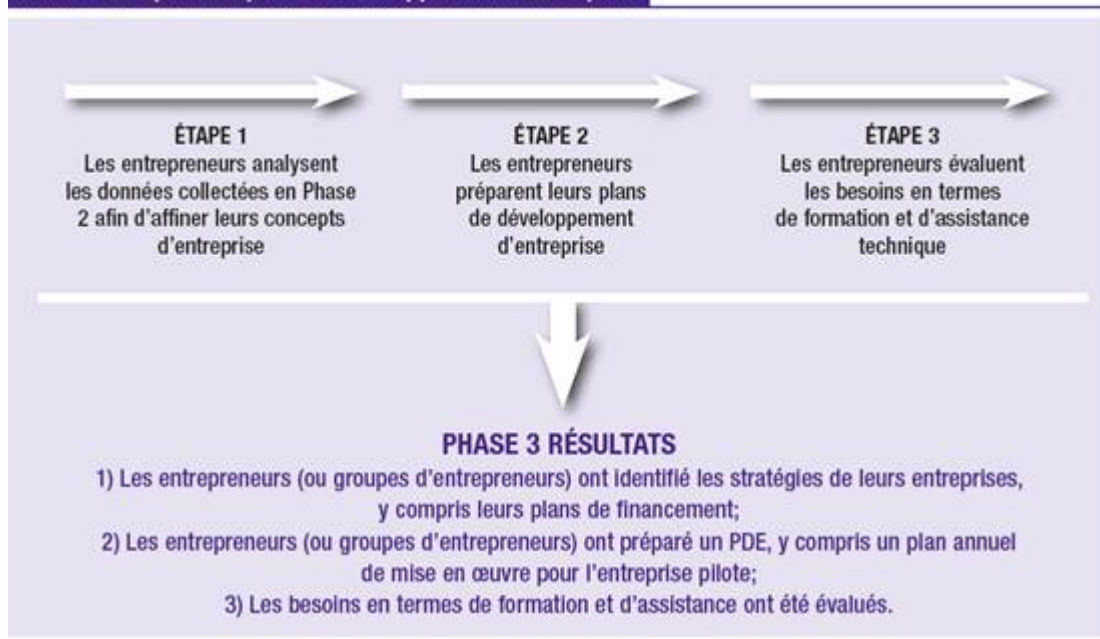 ÉTAPE 1
Les entrepreneurs analysent
les données collectées en Phase
2 afin d'affiner leurs concepts
d'entreprise
ÉTAPE 2
Les entrepreneurs
préparent leurs plans
de développement
d'entreprise
ÉTAPE 3
Les entrepreneurs évaluent
les besoins en termes
de formation et d'assistance
technique
PHASE 3 RÉSULTATS
1) Les entrepreneurs (ou groupes d'entrepreneurs) ont identifié les stratégies de leurs entreprises,
y compris leurs plans de financement;
2) Les entrepreneurs (ou groupes d'entrepreneurs) ont préparé un PDE, y compris un plan annuel
de mise en œuvre pour l'entreprise pilote;
3) Les besoins en termes de formation et d'assistance ont été évalués.